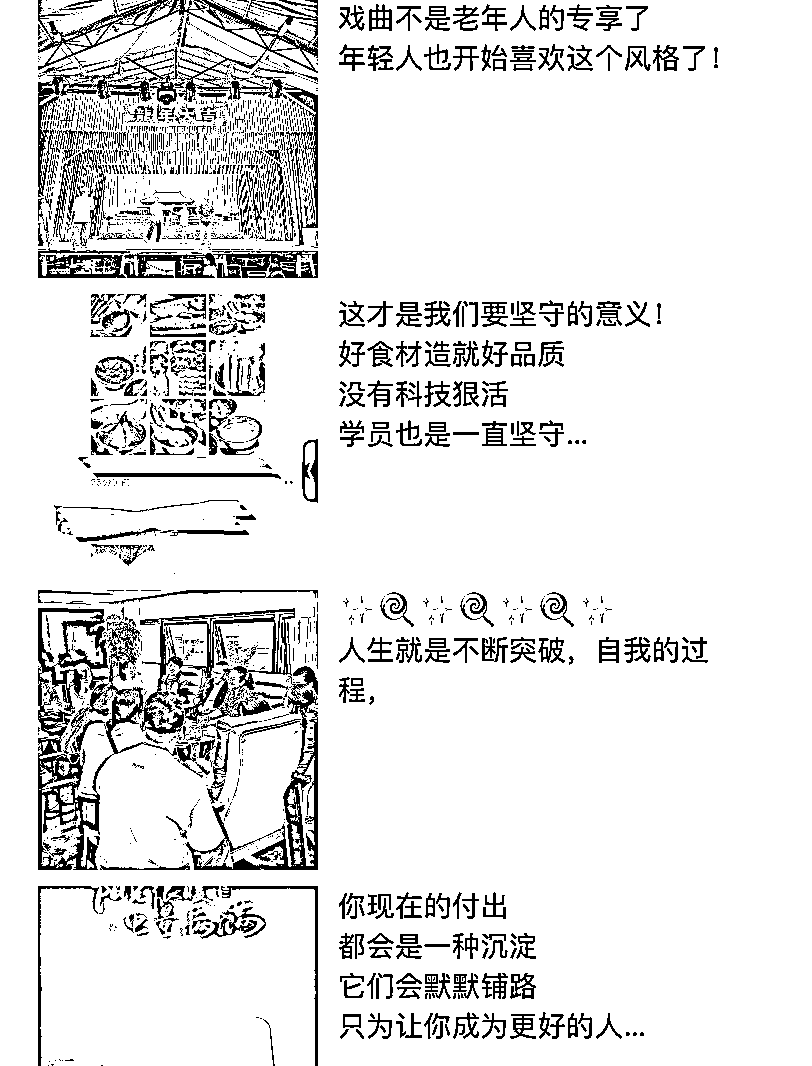 戏曲不是老年人的专享了
年轻人也开始喜欢这个风格了!
这才是我们要坚守的意义!
好食材造就好品质
没有科技狠活
学员也是一直坚守...
人生就是不断突破，自我的过
程，
你现在的付出
都会是一种沉淀
它们会默默铺路
只为让你成为更好的人...